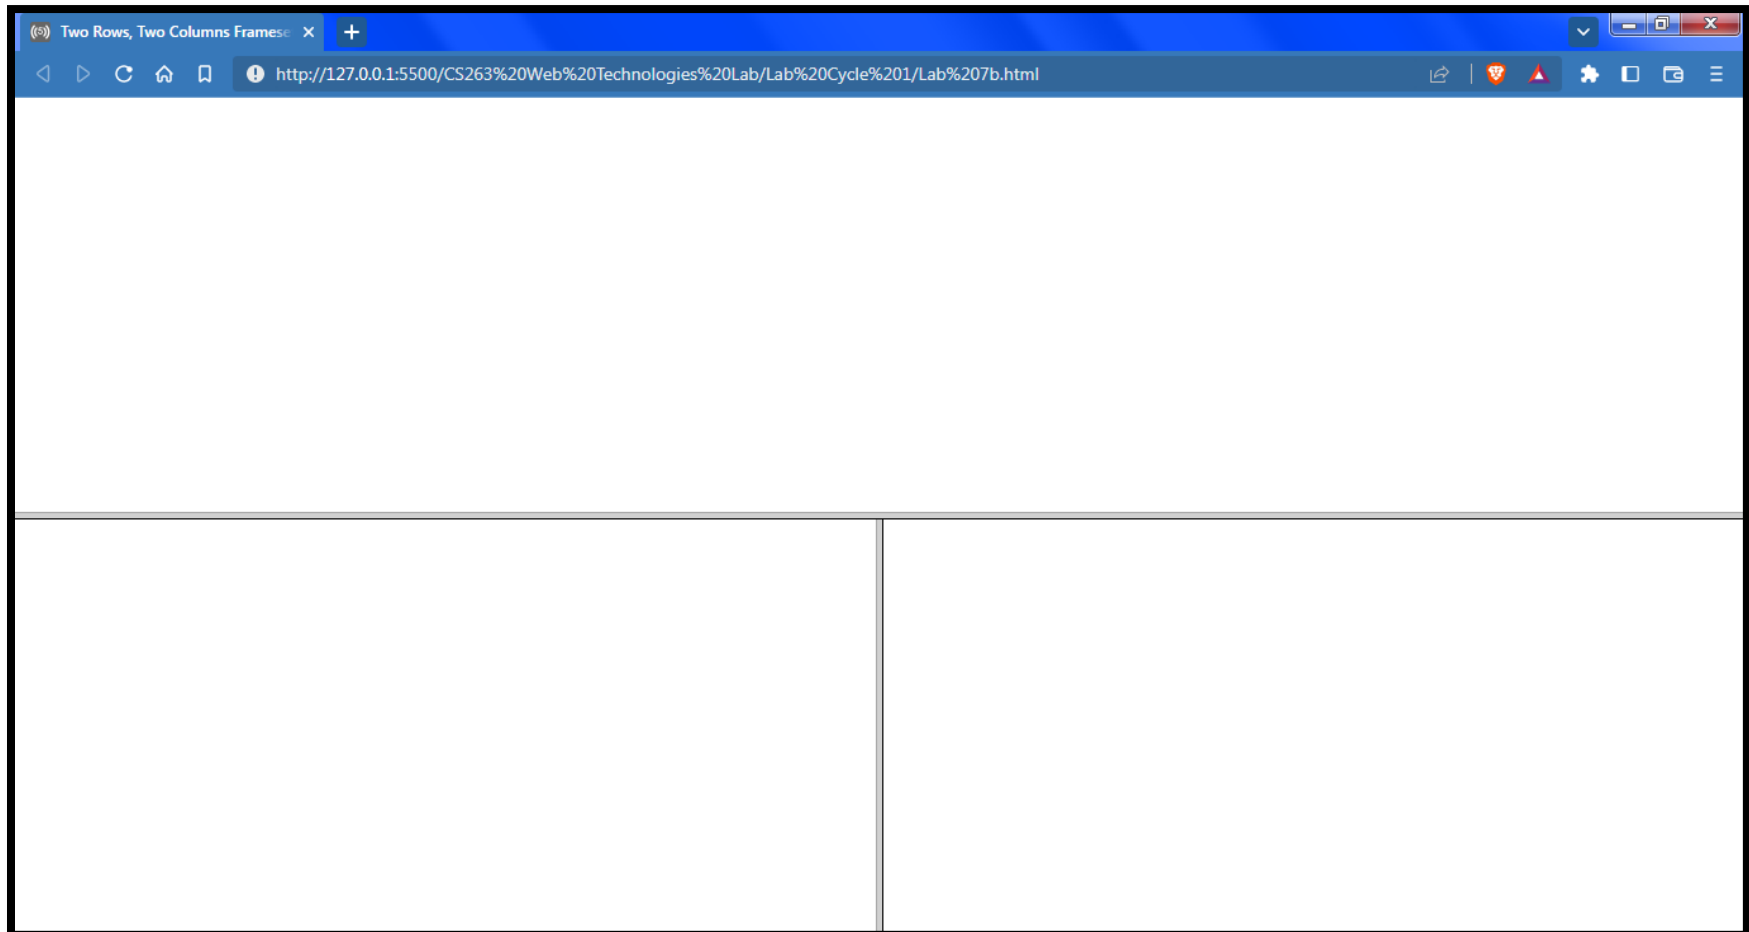 Two Rows, Two Columns Framese
http://127.0.0.1:5500/CS263%20Web%20Technologies%20Lab/Lab%20Cycle%201/Lab%207b.html